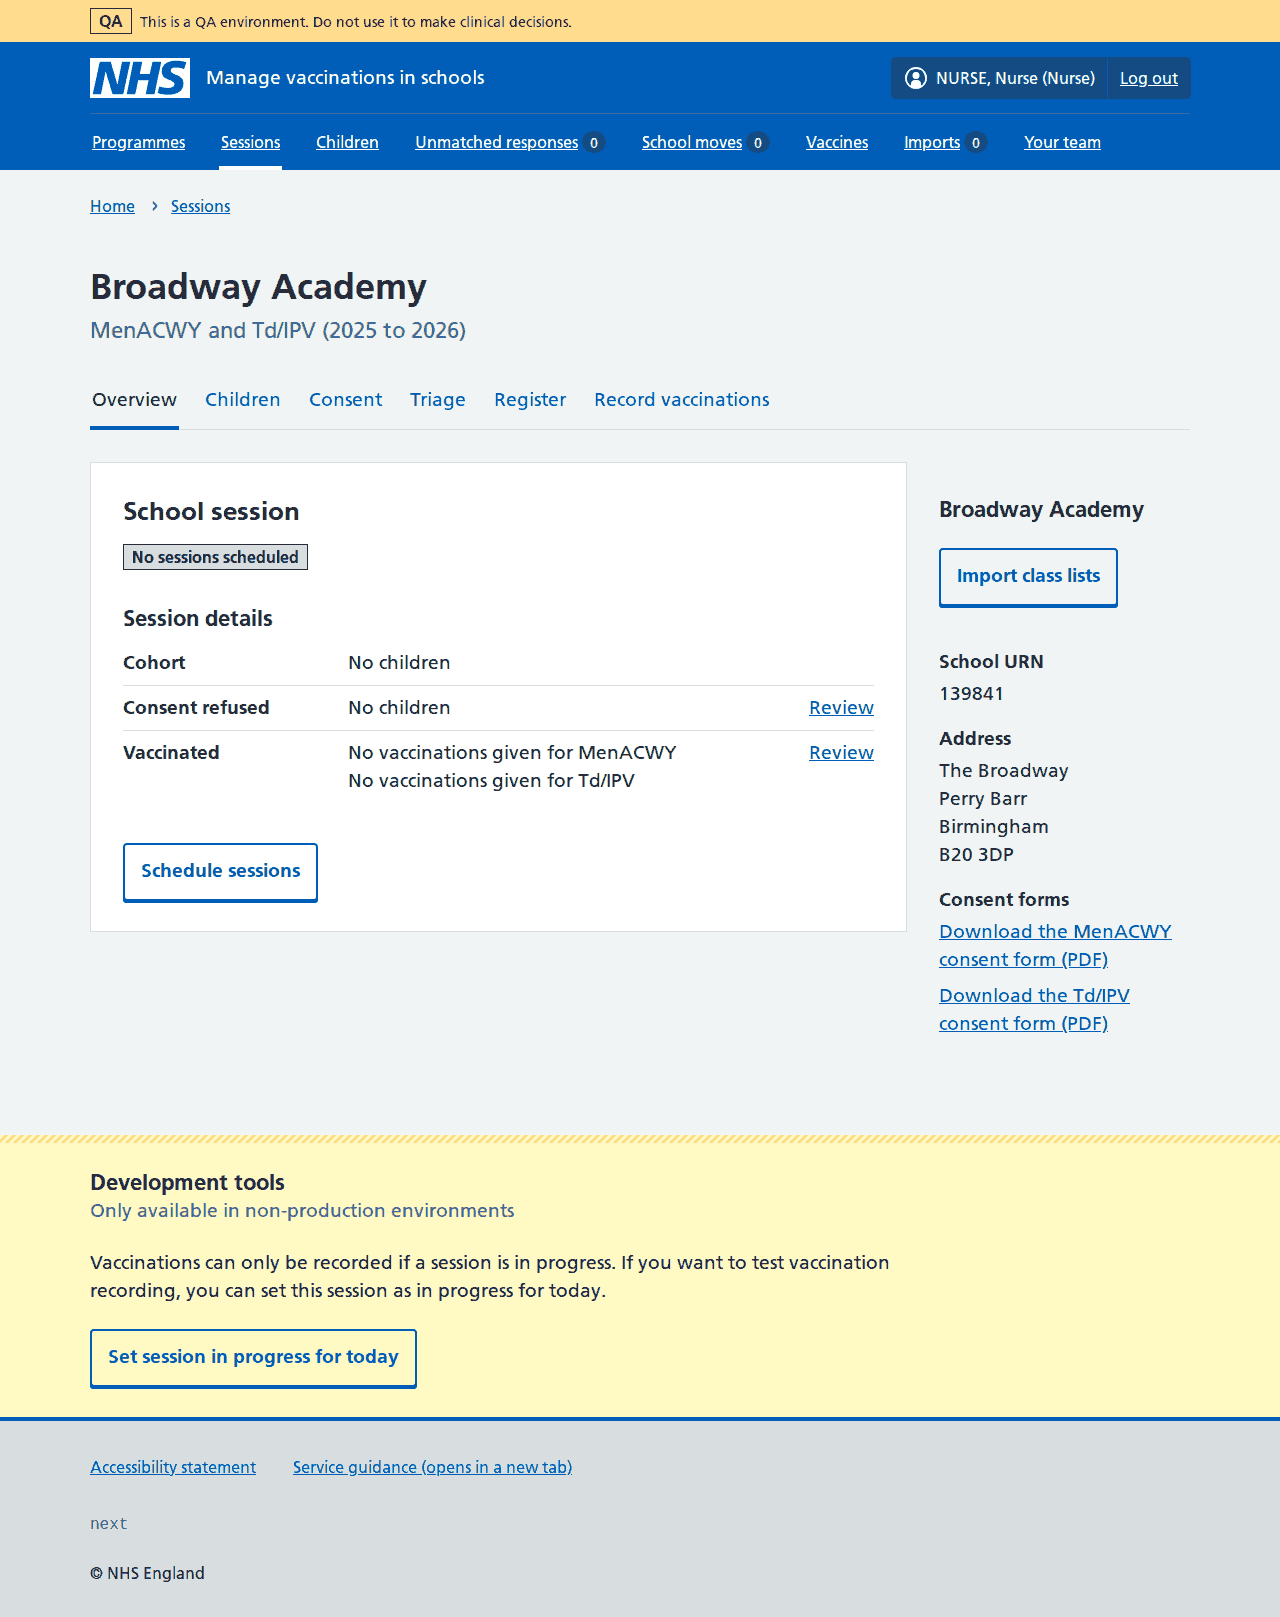 QA This is a QA environment. Do not use it to make clinical decisions.
NHS Manage vaccinations in schools NURSE, Nurse (Nurse) Log out
Programmes Sessions Children Unmatched responses 0 School moves 0 Vaccines Imports 0 Your team
Home › Sessions
Broadway Academy
MenACWY and Td/IPV (2025 to 2026)
Overview Children Consent Triage Register Record vaccinations
School session
No sessions scheduled
Session details
Cohort No children
Consent refused No children Review
Vaccinated No vaccinations given for MenACWY Review
No vaccinations given for Td/IPV
Schedule sessions
Broadway Academy
Import class lists
School URN
139841
Address
The Broadway
Perry Barr
Birmingham
B20 3DP
Consent forms
Download the MenACWY
consent form (PDF)
Download the Td/IPV
consent form (PDF)
Development tools
Only available in non-production environments
Vaccinations can only be recorded if a session is in progress. If you want to test vaccination
recording, you can set this session as in progress for today.
Set session in progress for today
Accessibility statement Service guidance (opens in a new tab)
next
© NHS England